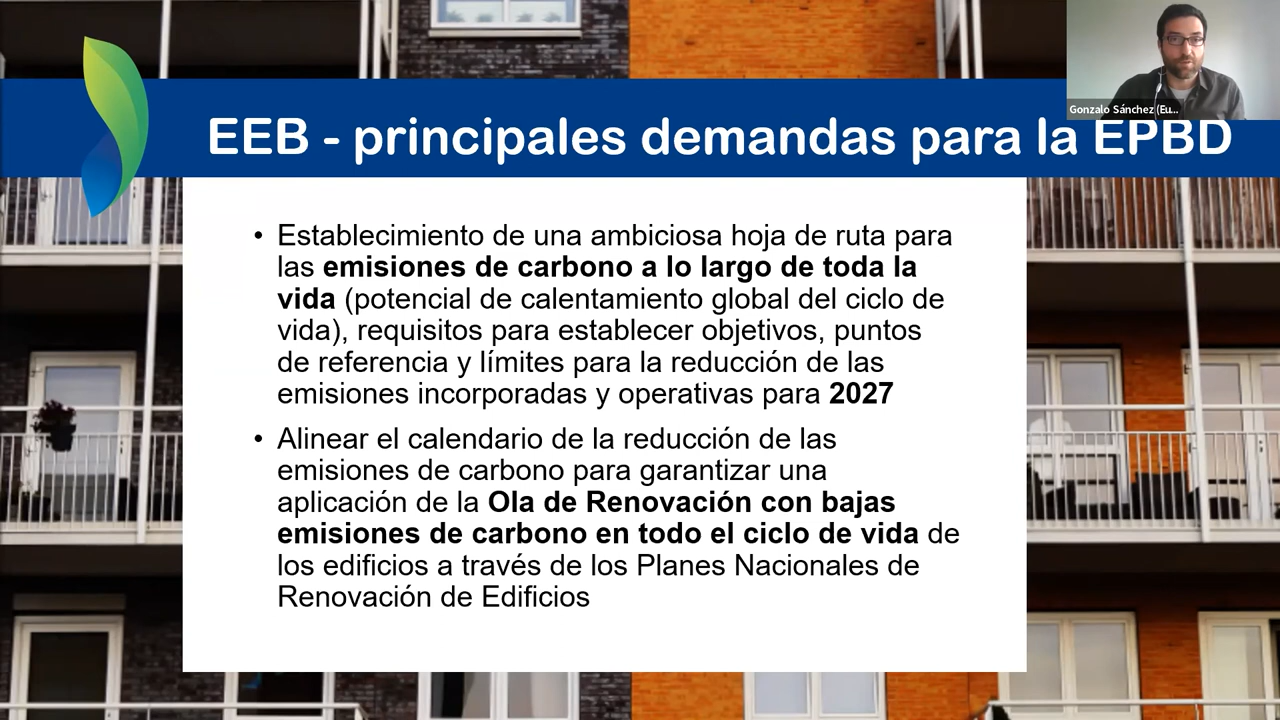 Gonzalo Sánchez (Eu...
EEB - principales demandas para la EPBD
• Establecimiento de una ambiciosa hoja de ruta para
las emisiones de carbono a lo largo de toda la
vida (potencial de calentamiento global del ciclo de
vida), requisitos para establecer objetivos, puntos
de referencia y límites para la reducción de las
emisiones incorporadas y operativas para 2027
• Alinear el calendario de la reducción de las
emisiones de carbono para garantizar una
aplicación de la Ola de Renovación con bajas
emisiones de carbono en todo el ciclo de vida de
los edificios a través de los Planes Nacionales de
Renovación de Edificios